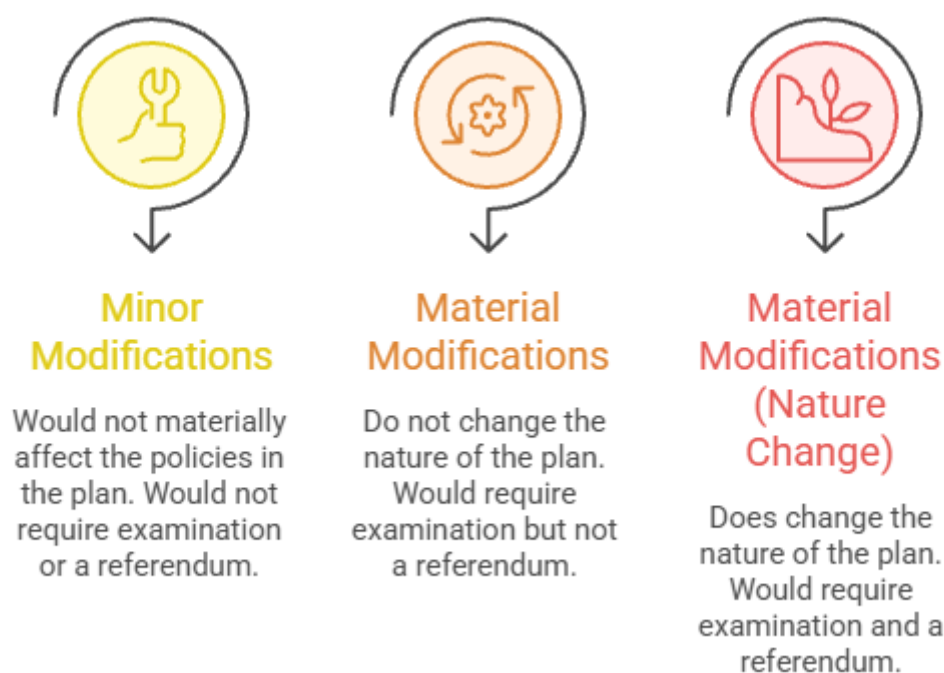 Minor
Modifications
Would not materially
affect the policies in
the plan. Would not
require examination
or a referendum.
Material
Modifications
Do not change the
nature of the plan.
Would require
examination but not
a referendum.
Material
Modifications
(Nature
Change)
Does change the
nature of the plan.
Would require
examination and a
referendum.